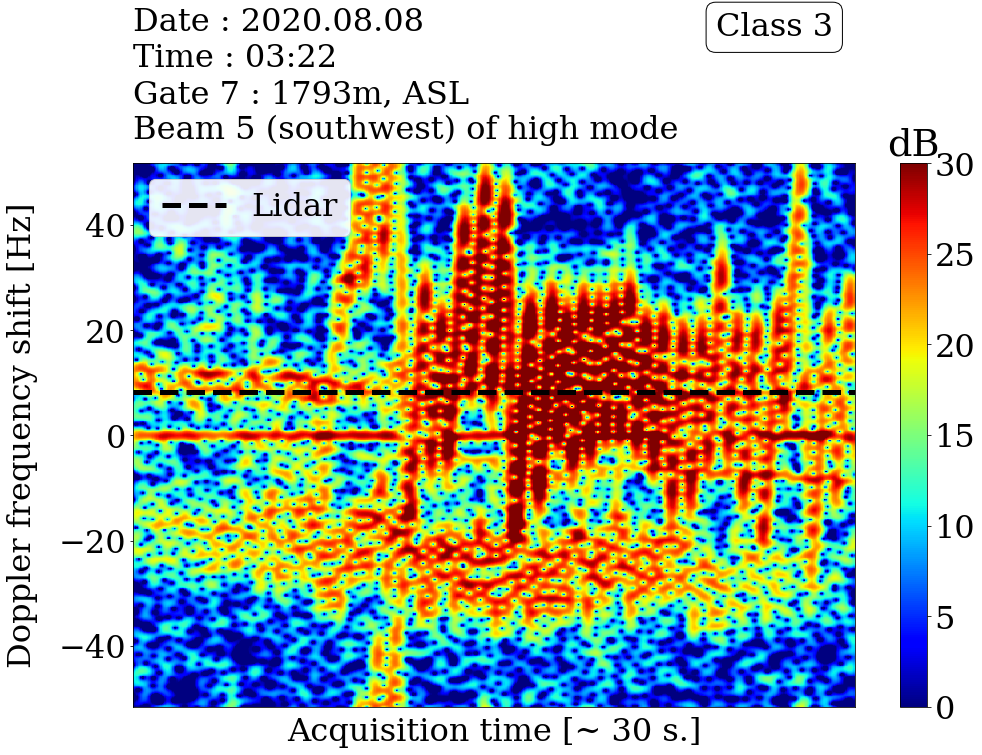 Date : 2020.08.08
Time : 03:22
Gate 7 : 1793m, ASL
Beam 5 (southwest) of high mode
Class 3
dB
Lidar
Doppler frequency shift [Hz]
40
20
0
−20
−40
Acquisition time [~ 30 s.]
30
25
20
15
10
5
0